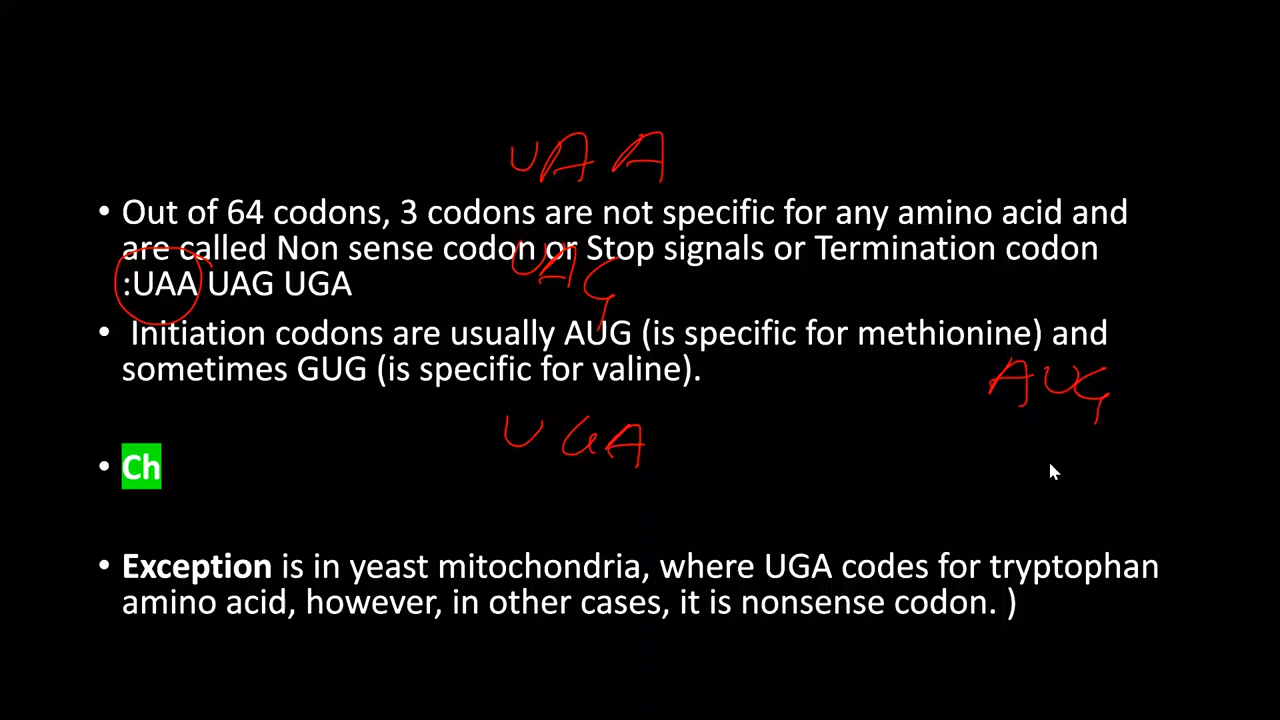 UAA
• Out of 64 codons, 3 codons are not specific for any amino acid and
are called Non sense codon or Stop signals or Termination codon
UAG
:UAA UAG UGA
• Initiation codons are usually AUG (is specific for methionine) and
sometimes GUG (is specific for valine).
AUG
UGA
• Ch
• Exception is in yeast mitochondria, where UGA codes for tryptophan
amino acid, however, in other cases, it is nonsense codon. )